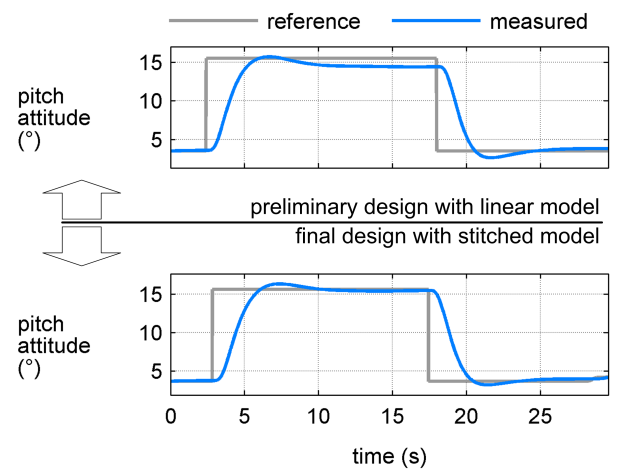 reference
measured
15
10
5
pitch
attitude
(°)
preliminary design with linear model
final design with stitched model
15
10
5
pitch
attitude
(°)
0 5 10 15 20 25
time (s)